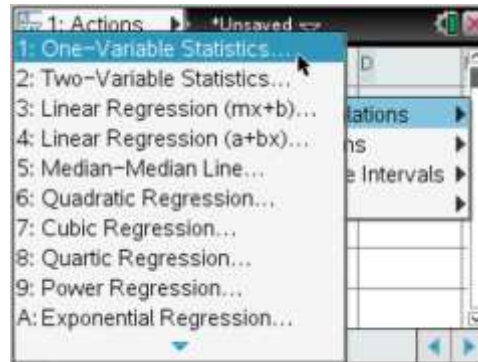 1: Actions *Unsaved
1: One-Variable Statistics...
2: Two-Variable Statistics...
3: Linear Regression (mx+b)...
4: Linear Regression (a+bx)...
5: Median-Median Line...
6: Quadratic Regression...
7: Cubic Regression...
8: Quartic Regression...
9: Power Regression...
A: Exponential Regression...
D
lations
ns
e Intervals